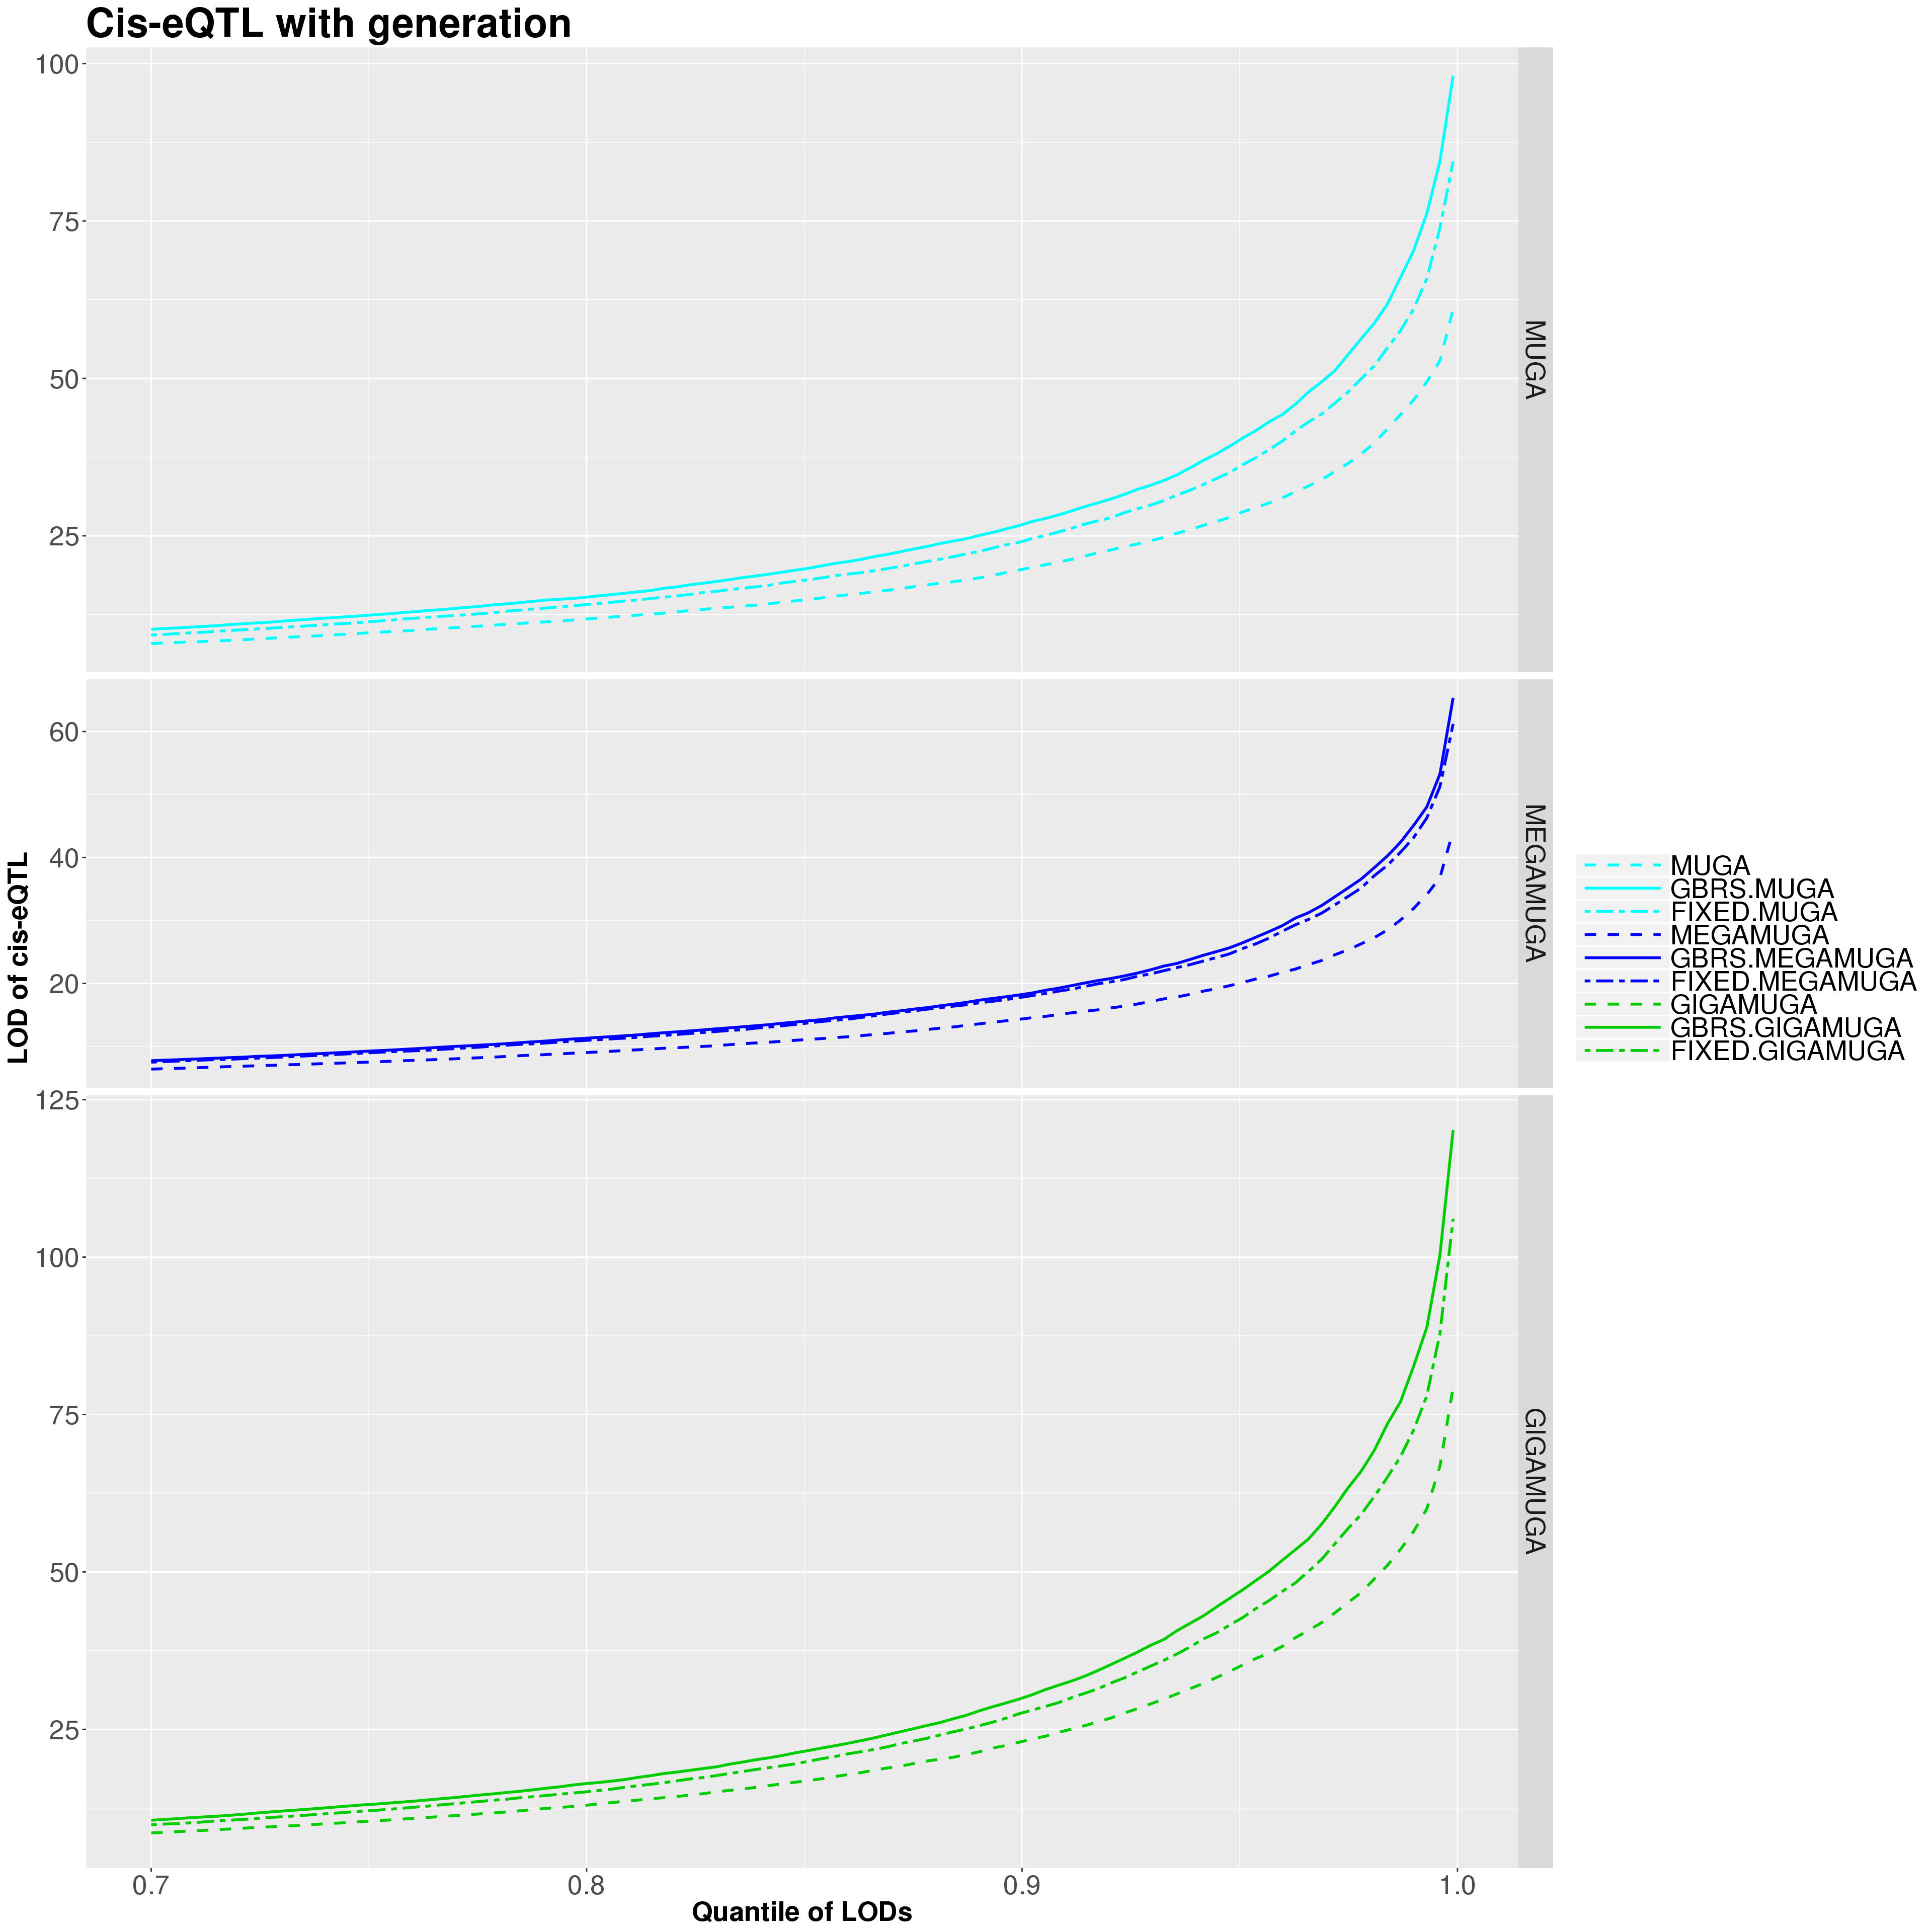 Cis-eQTL with generation
LOD of cis-eQTL
100
75
50
25
MUGA
60
40
20
MEGAMUGA
125
100
75
50
25
GIGAMUGA
0.7
0.8
0.9
1.0
Quantile of LODs
MUGA
GBRS.MUGA
FIXED.MUGA
MEGAMUGA
GBRS.MEGAMUGA
FIXED.MEGAMUGA
GIGAMUGA
GBRS.GIGAMUGA
FIXED.GIGAMUGA